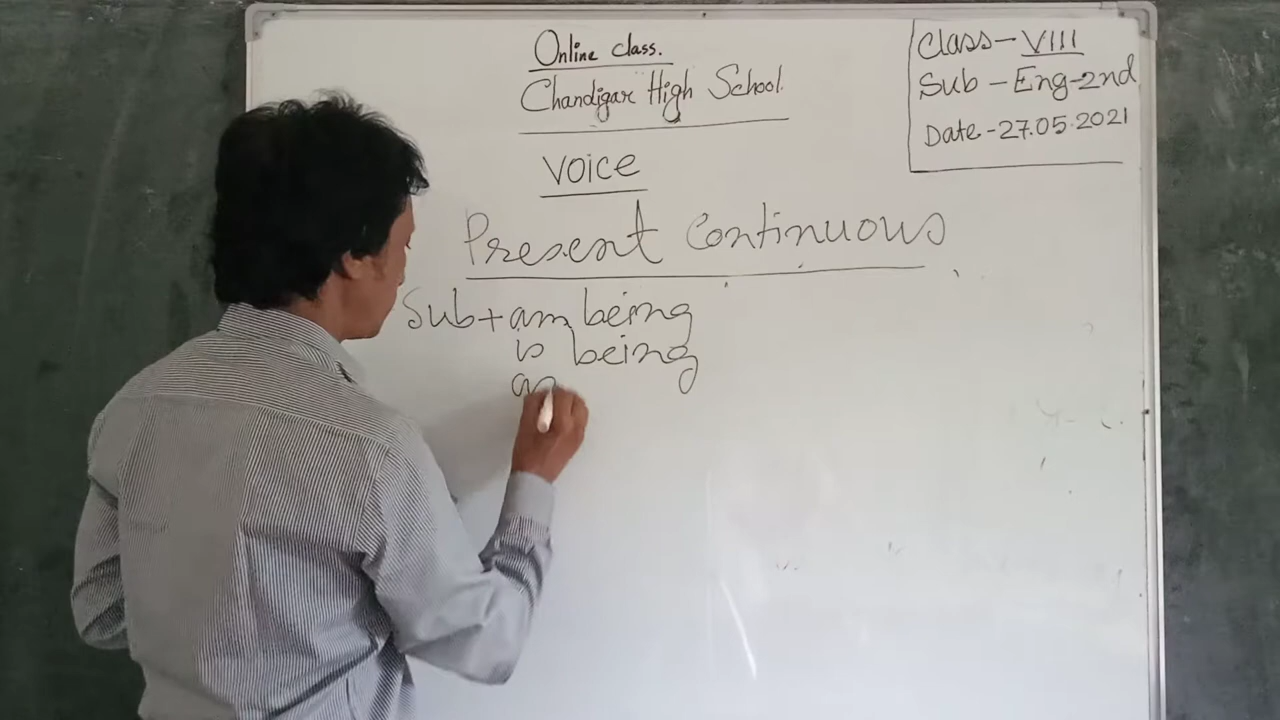 Online class.
Chandigar High School.
VOICE
Present Continuous
Sub + am being
is being
Class - VIII
Sub - Eng-2nd
Date - 27.05.2021